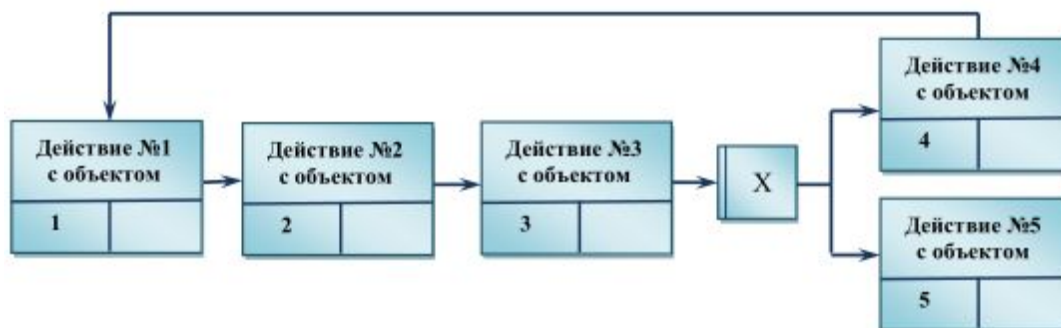 Действие №1
с объектом
1
Действие №2
с объектом
2
Действие №3
с объектом
3
X
Действие №4
с объектом
4
Действие №5
с объектом
5